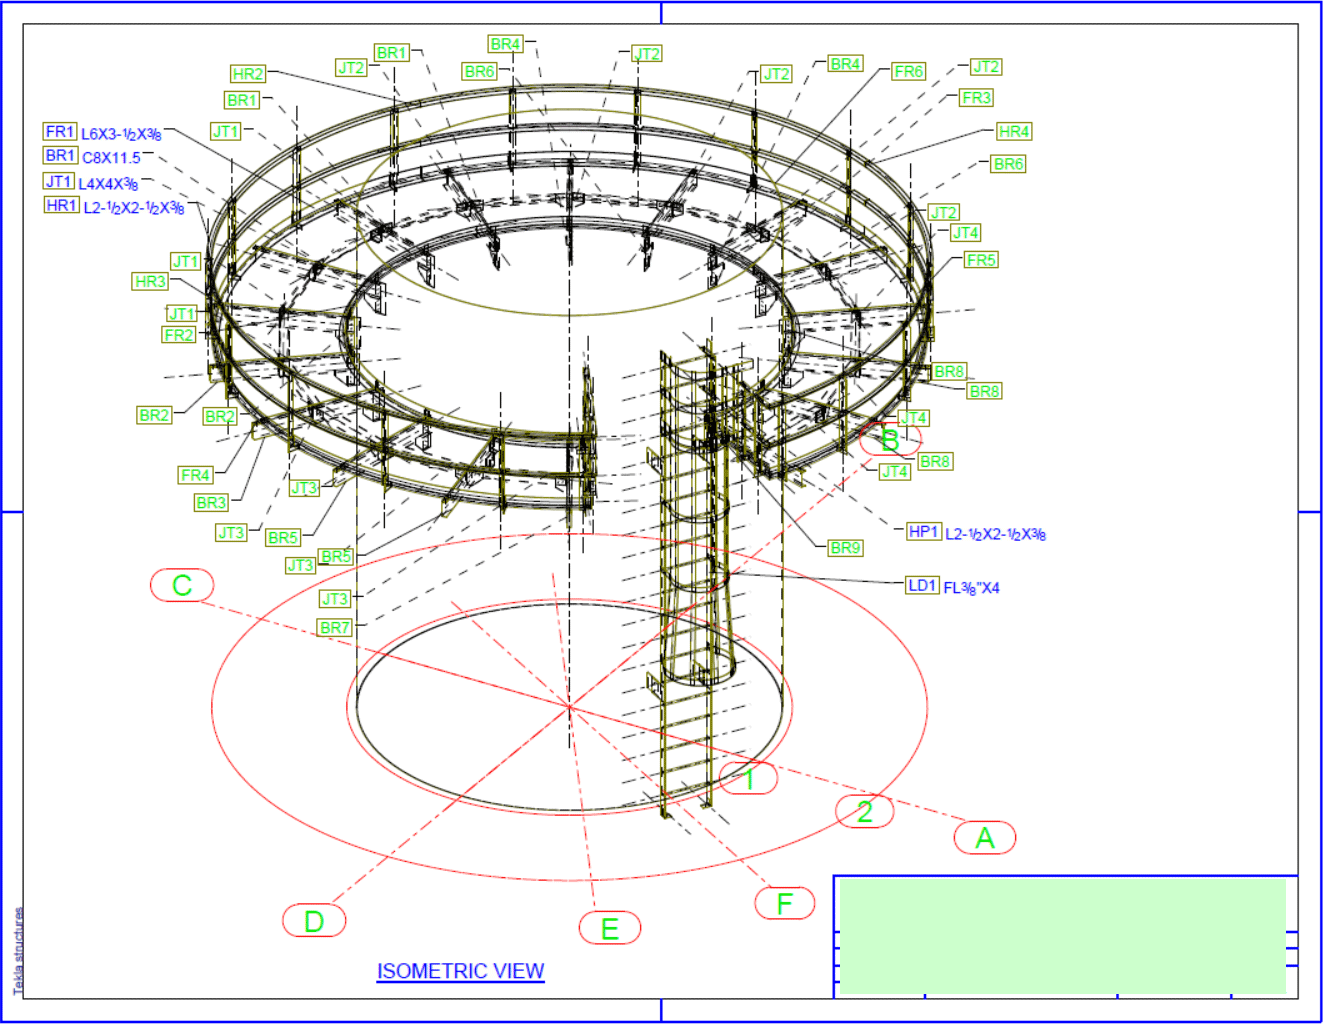 BR4
BR1
JT2
JT2
BR4
JT2
BR6
JT2
FR6
HR2
BR1
FR3
JT1
HR4
FR1 L6X3-1/2X3/8
BR1 C8X11.5
BR6
JT1 L4X4X3/8
HR1 L2-1/2X2-1/2X3/8
JT2
JT4
JT1
FR5
HR3
JT1
FR2
BR8
BR8
BR2
BR2
JT4
B
BR8
FR4
JT4
JT3
BR3
JT3
BR5
HP1 L2-1/2X2-1/2X3/8
BR9
BR5
JT3
C
LD1 FL3/8"X4
JT3
BR7
1
2
A
F
D
E
ISOMETRIC VIEW
Tekla structures